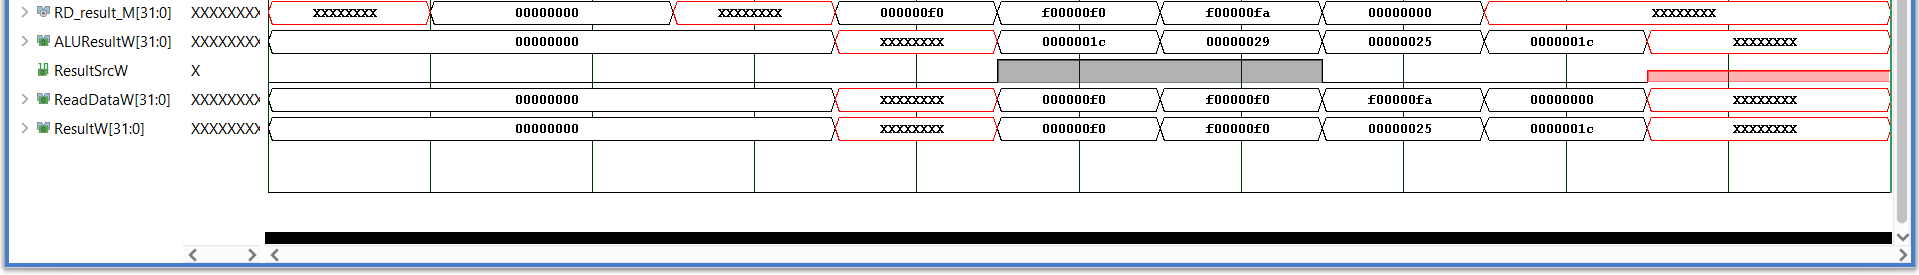 RD_result_M[31:0] XXXXXXXX XXXXXXXX 00000000 XXXXXXXX 000000f0 f00000f0 f00000fa 00000000 XXXXXXXX
ALUResultW[31:0] XXXXXXXX 00000000 XXXXXXXX 0000001c 00000029 00000025 0000001c XXXXXXXX
ResultSrcW X
ReadDataW[31:0] XXXXXXXX 00000000 XXXXXXXX 000000f0 f00000f0 f00000fa 00000000 XXXXXXXX
ResultW[31:0] XXXXXXXX 00000000 XXXXXXXX 000000f0 f00000f0 00000025 0000001c XXXXXXXX